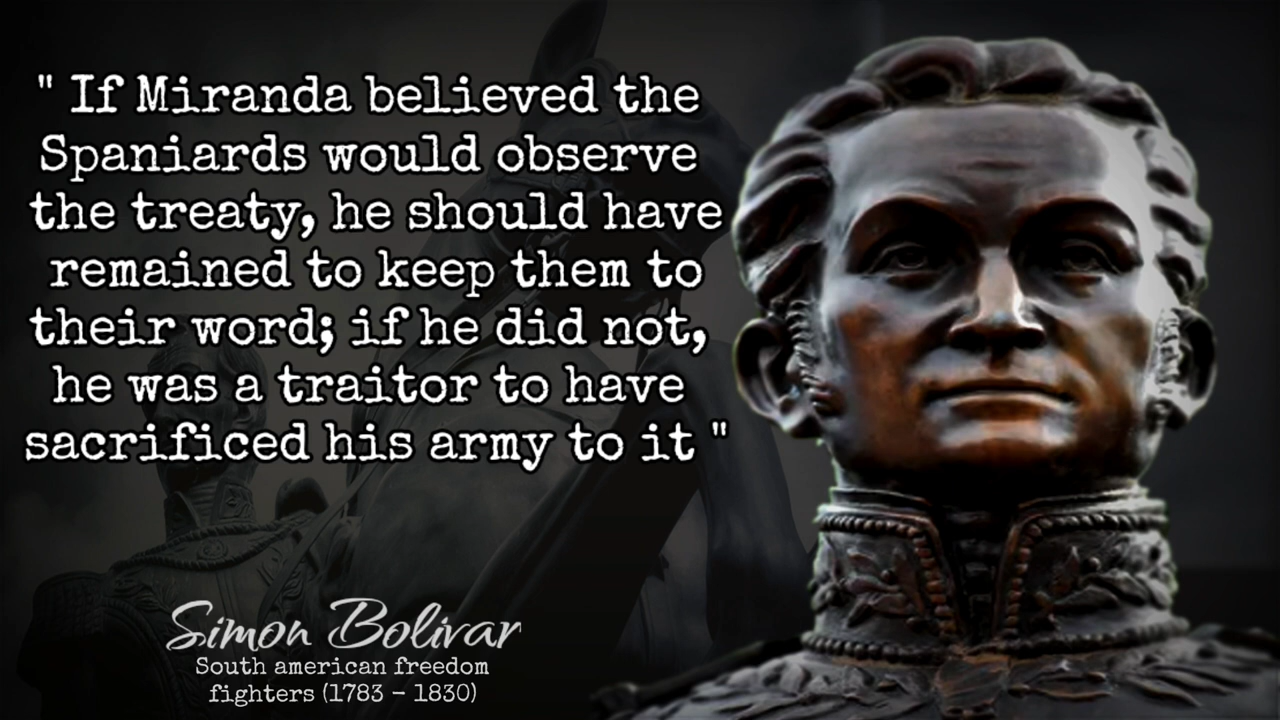 " If Miranda believed the
Spaniards would observe
the treaty, he should have
remained to keep them to
their word; if he did not,
he was a traitor to have
sacrificed his army to it "
Simon Bolivar
South american freedom
fighters (1783 – 1830)